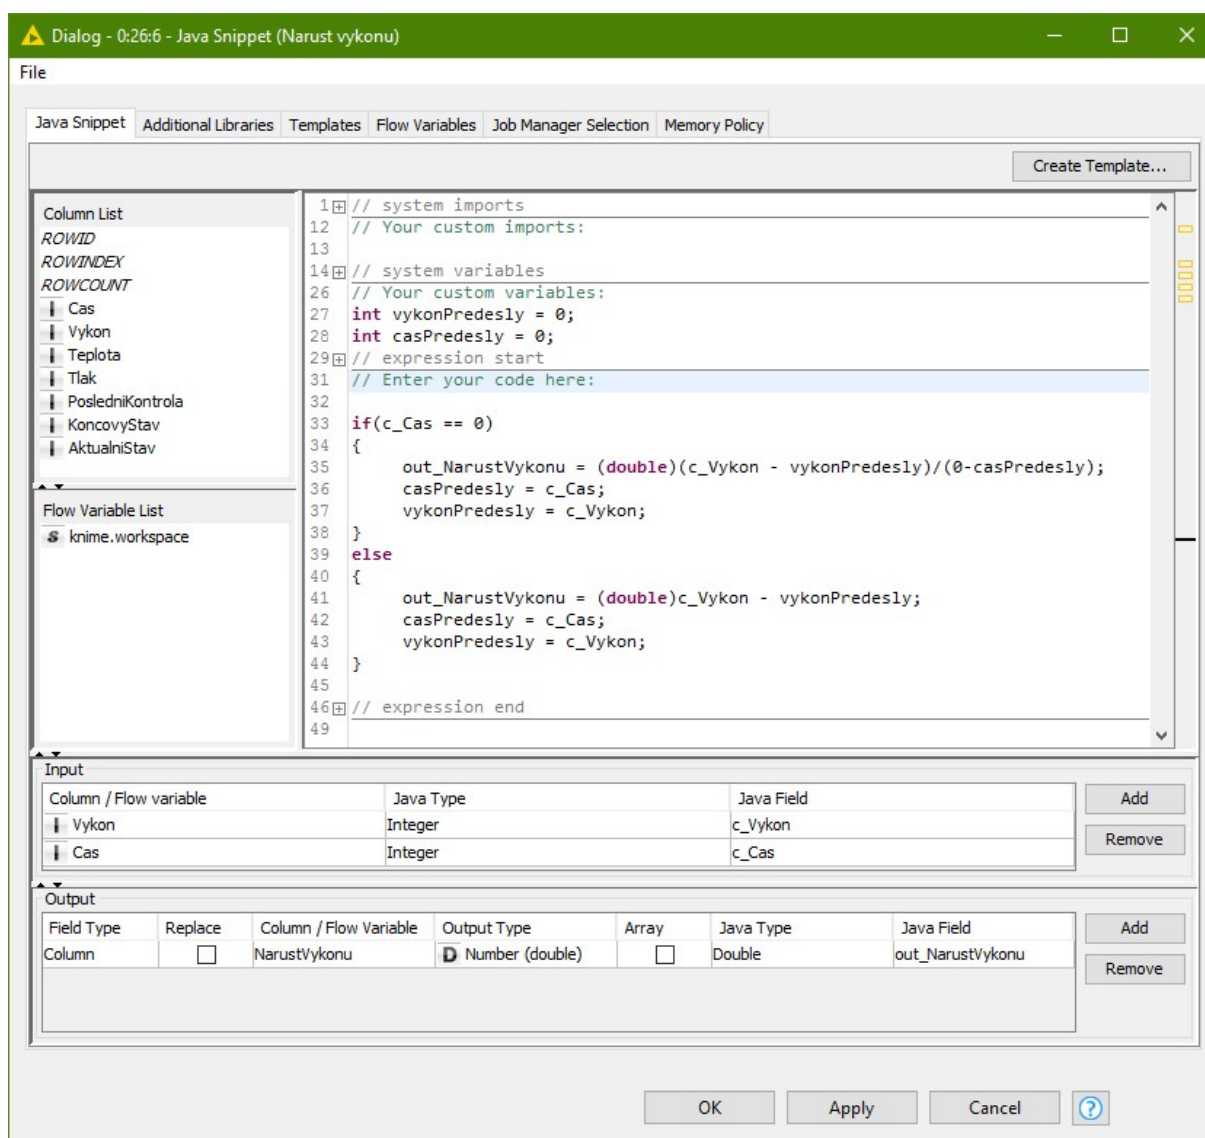 Dialog - 0:26:6 - Java Snippet (Narust vykonu)
File
Java Snippet Additional Libraries Templates Flow Variables Job Manager Selection Memory Policy
Create Template...
Column List
ROWID
ROWINDEX
ROWCOUNT
I Cas
I Vykon
I Teplota
I Tlak
I PosledniKontrola
I KoncovyStav
I AktualniStav
Flow Variable List
S knime.workspace
1 // system imports
12 // Your custom imports:
13
14 // system variables
26 // Your custom variables:
27 int vykonPredesly = 0;
28 int casPredesly = 0;
29 // expression start
31 // Enter your code here:
32
33 if(c_Cas == 0)
34 {
35 out_NarustVykonu = (double)(c_Vykon - vykonPredesly)/(0-casPredesly);
36 casPredesly = c_Cas;
37 vykonPredesly = c_Vykon;
38 }
39 else
40 {
41 out_NarustVykonu = (double)c_Vykon - vykonPredesly;
42 casPredesly = c_Cas;
43 vykonPredesly = c_Vykon;
44 }
45
46 // expression end
49
Input
Column / Flow variable Java Type Java Field
I Vykon Integer c_Vykon
I Cas Integer c_Cas
Add
Remove
Output
Field Type Replace Column / Flow Variable Output Type Array Java Type Java Field
Column NarustVykonu D Number (double) Double out_NarustVykonu
Add
Remove
OK Apply Cancel ?